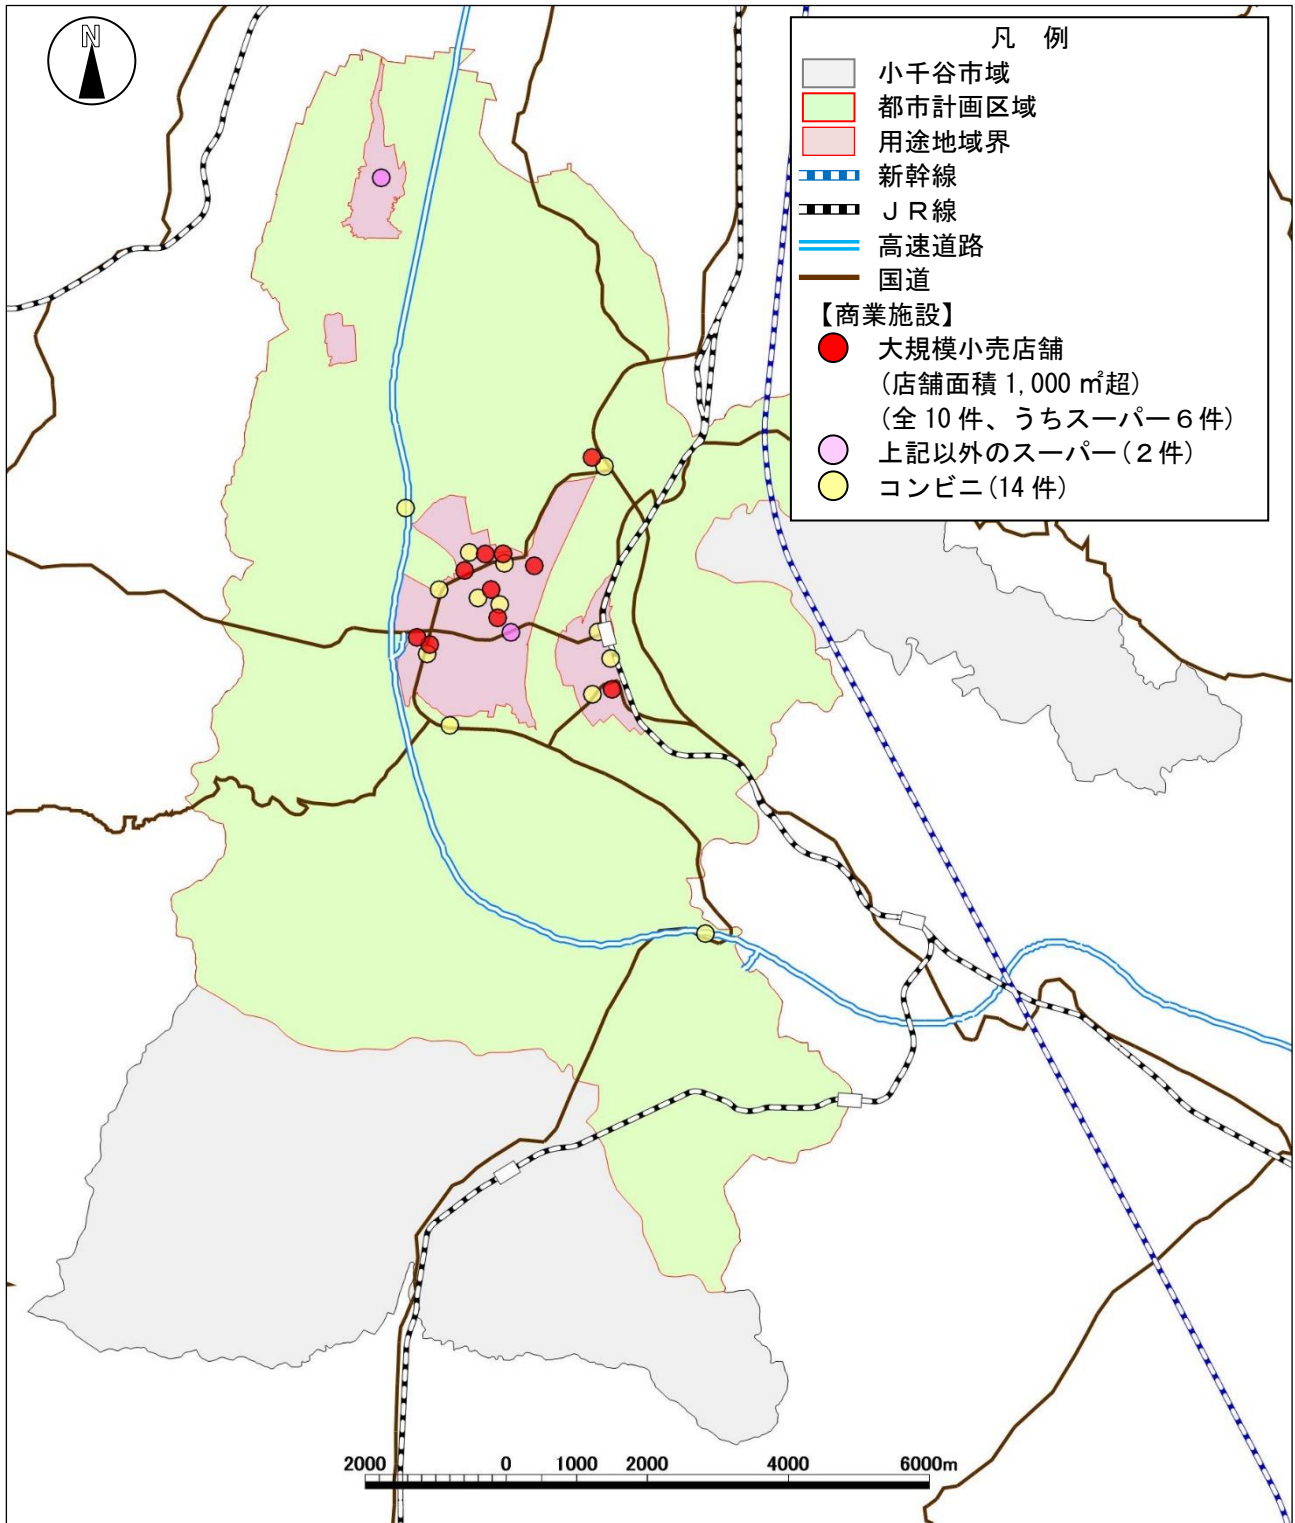 N
凡 例
小千谷市域
都市計画区域
用途地域界
新幹線
ＪＲ線
高速道路
国道
【商業施設】
大規模小売店舗
(店舗面積 1,000 ㎡超)
(全 10 件、うちスーパー６件)
上記以外のスーパー(２件)
コンビニ(14 件)
2000 0 1000 2000 4000 6000m